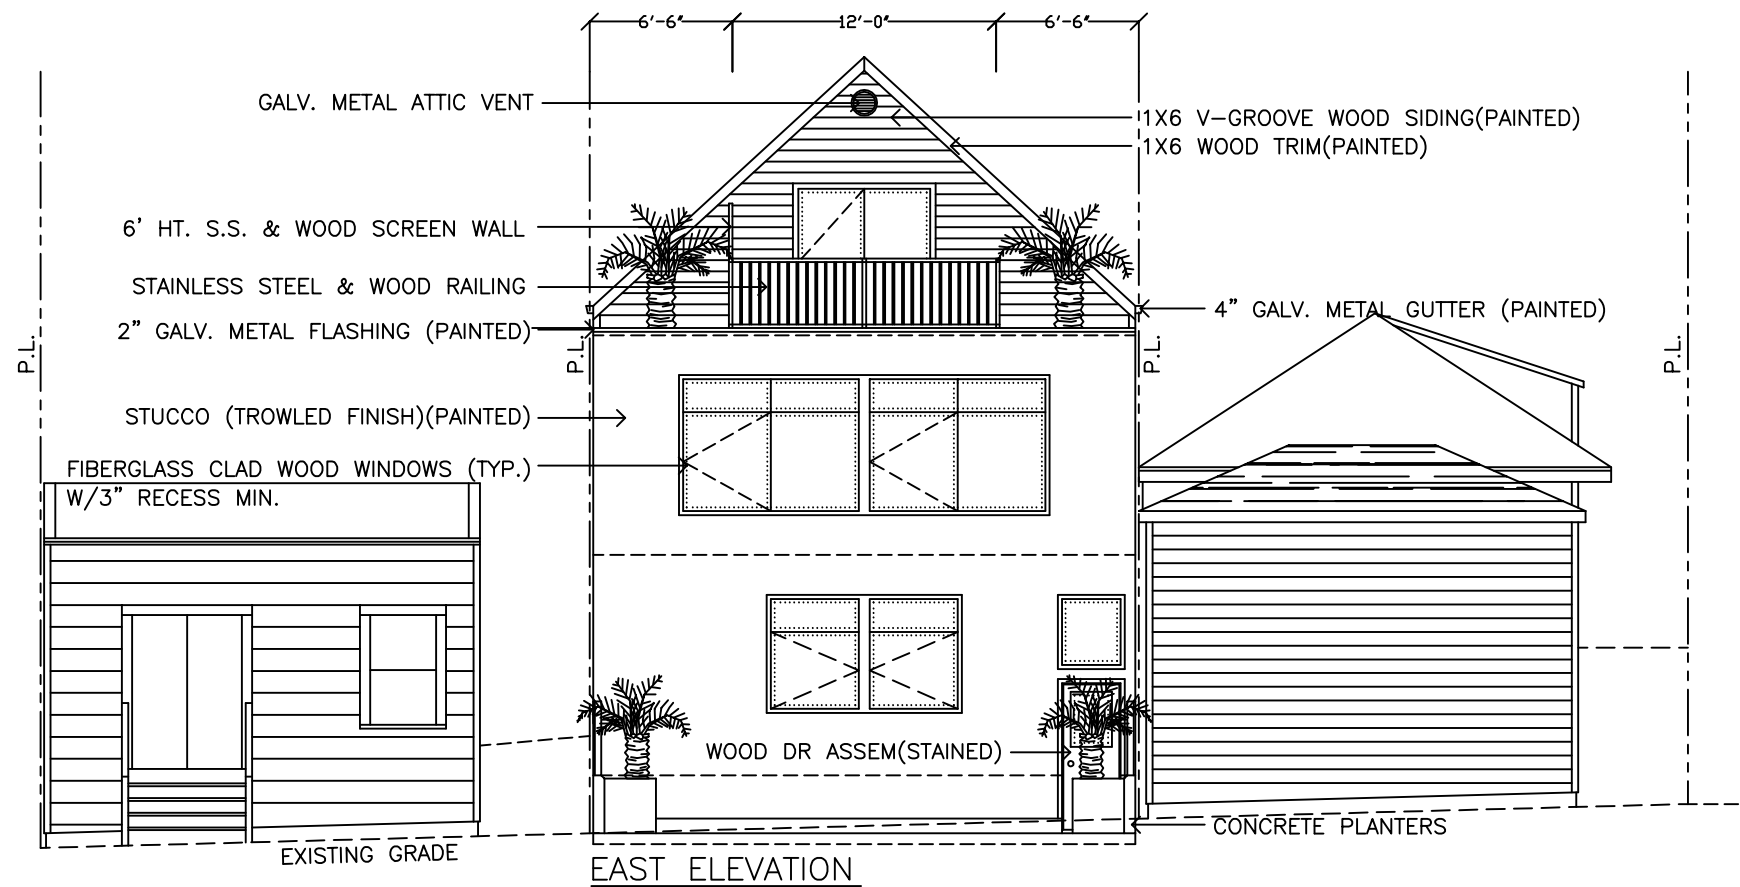 6'-6"
12'-0"
6'-6"
GALV. METAL ATTIC VENT
1X6 V-GROOVE WOOD SIDING(PAINTED)
1X6 WOOD TRIM(PAINTED)
6' HT. S.S. & WOOD SCREEN WALL
STAINLESS STEEL & WOOD RAILING
4" GALV. METAL GUTTER (PAINTED)
2" GALV. METAL FLASHING (PAINTED)
P.L.
P.L.
P.L.
P.L.
STUCCO (TROWLED FINISH)(PAINTED)
FIBERGLASS CLAD WOOD WINDOWS (TYP.)
W/3" RECESS MIN.
WOOD DR ASSEM(STAINED)
CONCRETE PLANTERS
EXISTING GRADE
EAST ELEVATION